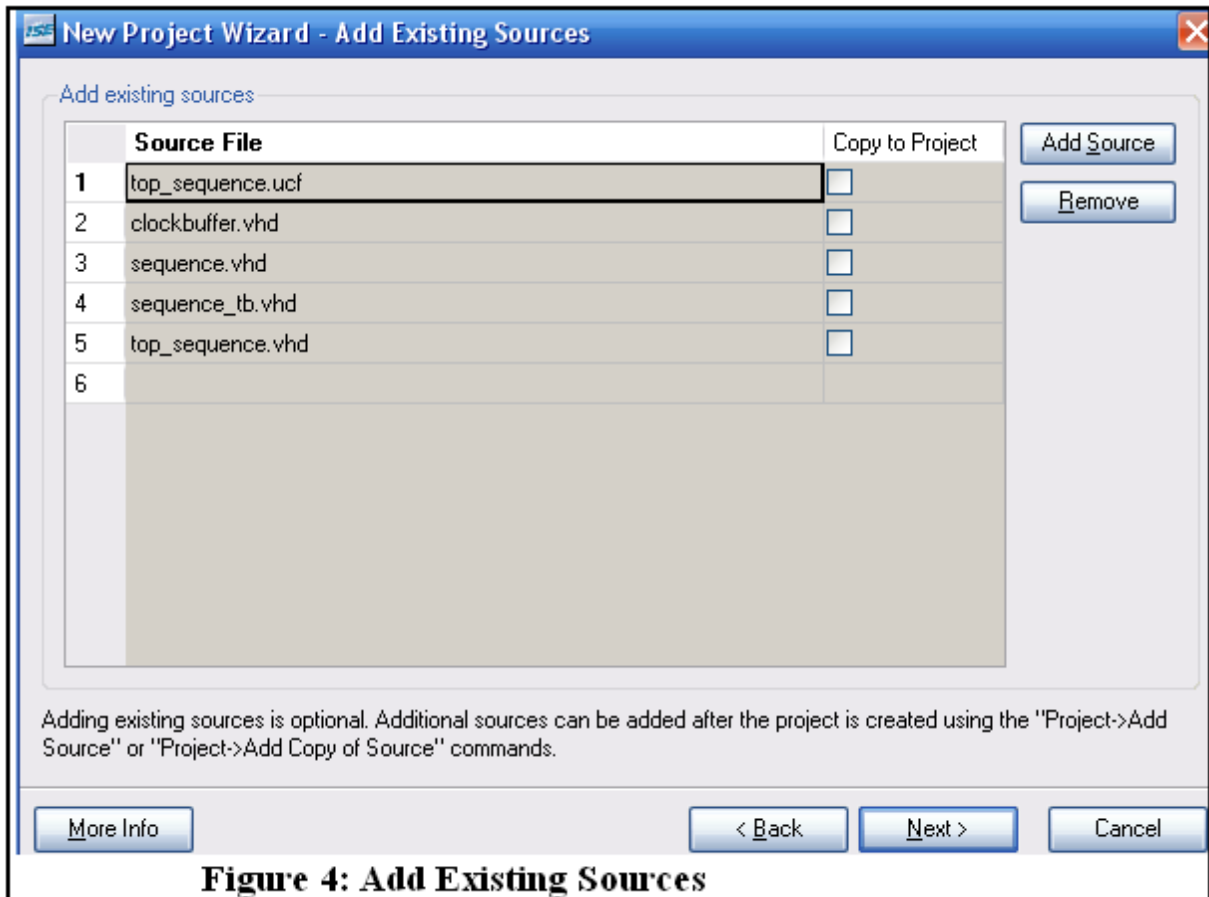 ISE New Project Wizard - Add Existing Sources
Add existing sources
Source File Copy to Project
1 top_sequence.ucf
2 clockbuffer.vhd
3 sequence.vhd
4 sequence_tb.vhd
5 top_sequence.vhd
6
Add Source
Remove
Adding existing sources is optional. Additional sources can be added after the project is created using the "Project->Add
Source" or "Project->Add Copy of Source" commands.
More Info < Back Next > Cancel
Figure 4: Add Existing Sources